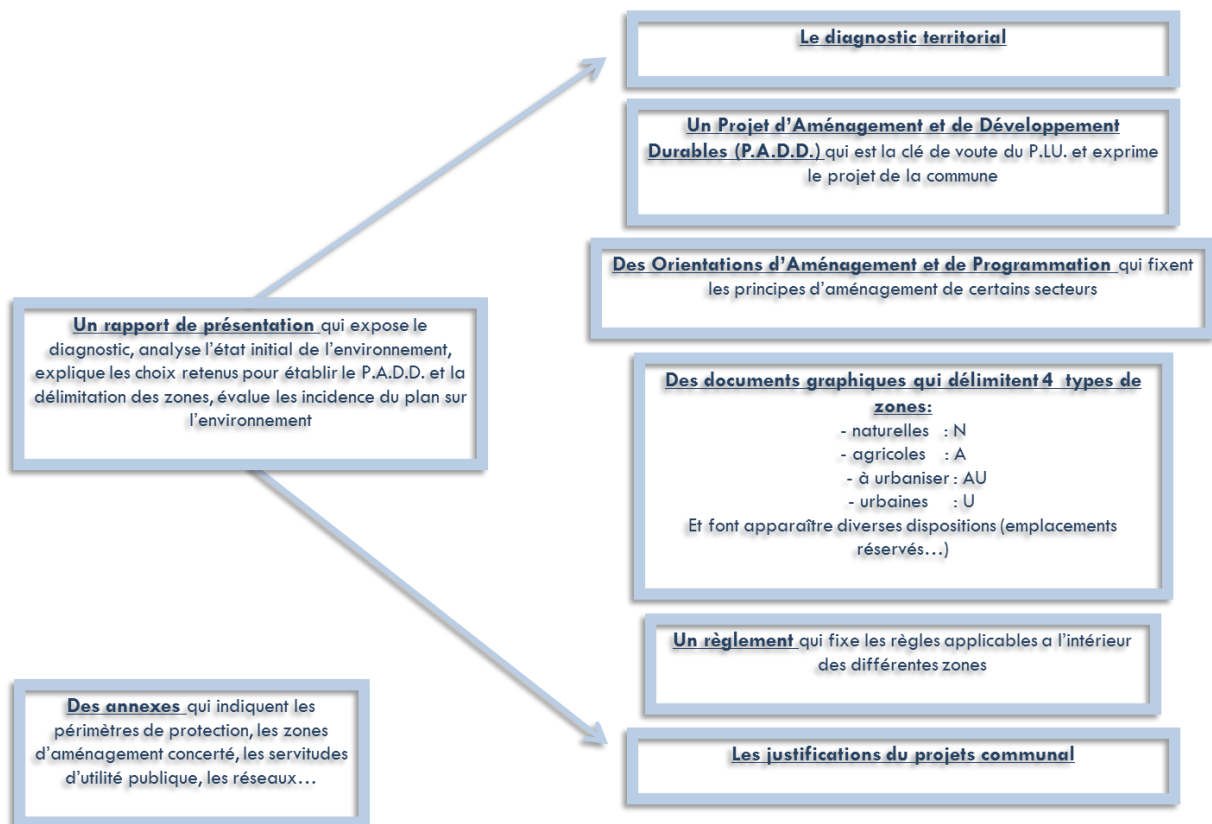 Le diagnostic territorial
Un Projet d'Aménagement et de Développement
Durables (P.A.D.D.) qui est la clé de voute du P.LU. et exprime
le projet de la commune
Des Orientations d'Aménagement et de Programmation qui fixent
les principes d'aménagement de certains secteurs
Un rapport de présentation qui expose le
diagnostic, analyse l'état initial de l'environnement,
explique les choix retenus pour établir le P.A.D.D. et la
délimitation des zones, évalue les incidence du plan sur
l'environnement
Des documents graphiques qui délimitent 4 types de
zones:
- naturelles : N
- agricoles : A
- à urbaniser : AU
- urbaines : U
Et font apparaître diverses dispositions (emplacements
réservés…)
Un règlement qui fixe les règles applicables a l'intérieur
des différentes zones
Des annexes qui indiquent les
périmètres de protection, les zones
d'aménagement concerté, les servitudes
d'utilité publique, les réseaux…
Les justifications du projets communal